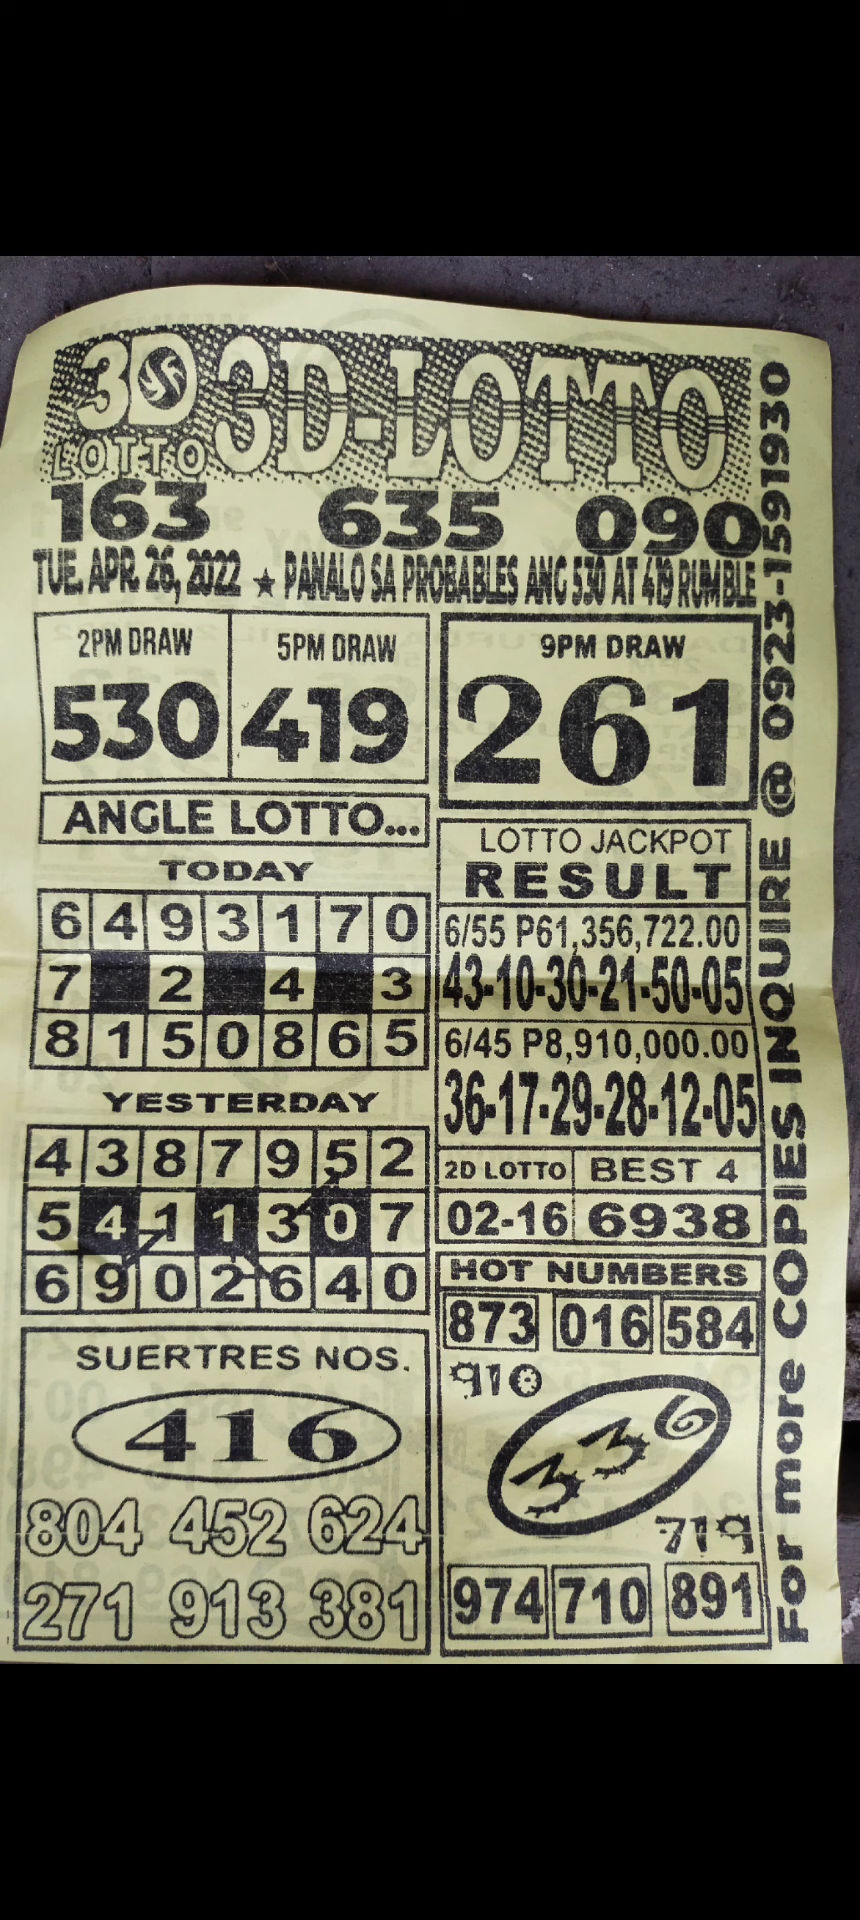 3D LOTTO
3D-LOTTO
163 635 090
TUE. APR. 26, 2022 ★ PANALO SA PROBABLES ANG 530 AT 419 RUMBLE
2PM DRAW
530
5PM DRAW
419
9PM DRAW
261
ANGLE LOTTO...
TODAY
6 4 9 3 1 7 0
7 2 4 3
8 1 5 0 8 6 5
YESTERDAY
4 3 8 7 9 5 2
5 4 1 1 3 0 7
6 9 0 2 6 4 0
SUERTRES NOS.
416
804 452 624
271 913 381
LOTTO JACKPOT
RESULT
6/55 P61,356,722.00
43-10-30-21-50-05
6/45 P8,910,000.00
36-17-29-28-12-05
2D LOTTO BEST 4
02-16 6938
HOT NUMBERS
873 016 584
910
336
719
974 710 891
For more COPIES INQUIRE @ 0923-1591930